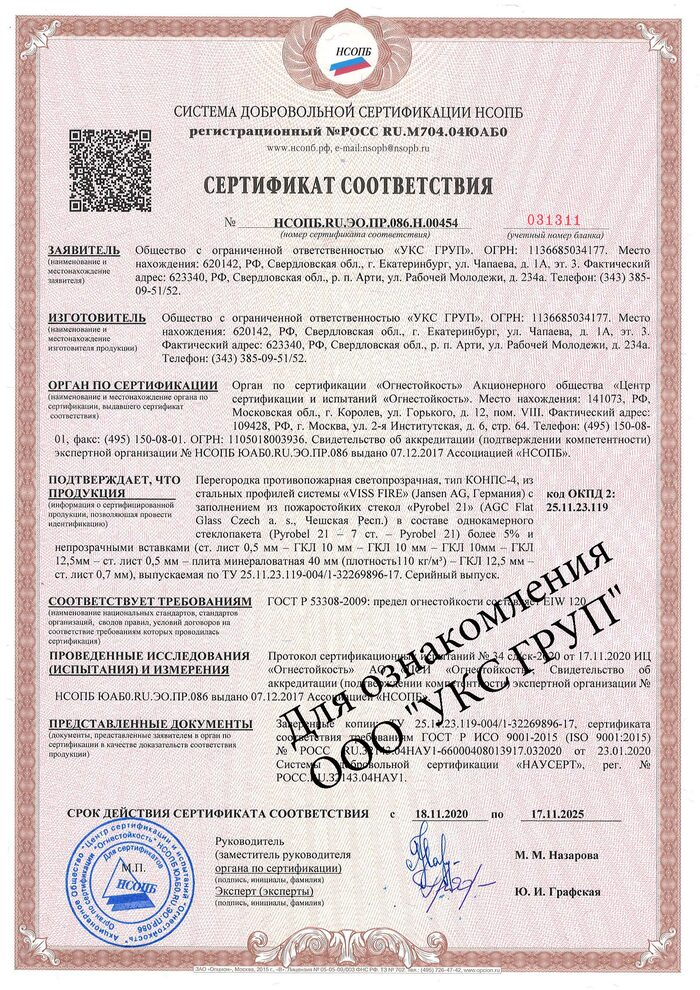 НСОПБ
СИСТЕМА ДОБРОВОЛЬНОЙ СЕРТИФИКАЦИИ НСОПБ
регистрационный №РОСС RU.М704.04ЮАБ0
www.нсопб.рф, e-mail:nsopb@nsopb.ru
СЕРТИФИКАТ СООТВЕТСТВИЯ
№ НСОПБ.RU.ЭО.ПР.086.Н.00454 031311
(номер сертификата соответствия) (учетный номер бланка)
ЗАЯВИТЕЛЬ Общество с ограниченной ответственностью «УКС ГРУП». ОГРН: 1136685034177. Место
(наименование и нахождения: 620142, РФ, Свердловская обл., г. Екатеринбург, ул. Чапаева, д. 1А, эт. 3. Фактический
местонахождение адрес: 623340, РФ, Свердловская обл., р. п. Арти, ул. Рабочей Молодежи, д. 234а. Телефон: (343) 385-
заявителя) 09-51/52.
ИЗГОТОВИТЕЛЬ Общество с ограниченной ответственностью «УКС ГРУП». ОГРН: 1136685034177. Место
(наименование и нахождения: 620142, РФ, Свердловская обл., г. Екатеринбург, ул. Чапаева, д. 1А, эт. 3.
местонахождение Фактический адрес: 623340, РФ, Свердловская обл., р. п. Арти, ул. Рабочей Молодежи, д. 234а.
изготовителя продукции) Телефон: (343) 385-09-51/52.
ОРГАН ПО СЕРТИФИКАЦИИ Орган по сертификации «Огнестойкость» Акционерного общества «Центр
(наименование и местонахождение органа по сертификации и испытаний «Огнестойкость». Место нахождения: 141073, РФ,
сертификации, выдавшего сертификат Московская обл., г. Королев, ул. Горького, д. 12, пом. VIII. Фактический адрес:
соответствия) 109428, РФ, г. Москва, ул. 2-я Институтская, д. 6, стр. 64. Телефон: (495) 150-08-
01, факс: (495) 150-08-01. ОГРН: 1105018003936. Свидетельство об аккредитации (подтверждении компетентности)
экспертной организации № НСОПБ ЮАБ0.RU.ЭО.ПР.086 выдано 07.12.2017 Ассоциацией «НСОПБ».
ПОДТВЕРЖДАЕТ, ЧТО Перегородка противопожарная светопрозрачная, тип КОНПС-4, из
ПРОДУКЦИЯ стальных профилей системы «VISS FIRE» (Jansen AG, Германия) с код ОКПД 2:
(информация о сертифицированной заполнением из пожаростойких стекол «Pyrobel 21» (AGC Flat 25.11.23.119
продукции, позволяющая провести Glass Czech a. s., Чешская Респ.) в составе однокамерного
идентификацию) стеклопакета (Pyrobel 21 – 7 ст. – Pyrobel 21) более 5% и
непрозрачными вставками (ст. лист 0,5 мм – ГКЛ 10 мм – ГКЛ 10 мм – ГКЛ 10мм – ГКЛ
12,5мм – ст. лист 0,5 мм – плита минераловатная 40 мм (плотность110 кг/м³) – ГКЛ 12,5 мм –
ст. лист 0,7 мм), выпускаемая по ТУ 25.11.23.119-004/1-32269896-17. Серийный выпуск.
СООТВЕТСТВУЕТ ТРЕБОВАНИЯМ ГОСТ Р 53308-2009: предел огнестойкости составляет EIW 120
(наименование национальных стандартов, стандартов
организаций, сводов правил, условий договоров на
соответствие требованиям которых проводилась
сертификация)
ПРОВЕДЕННЫЕ ИССЛЕДОВАНИЯ Протокол сертификационных испытаний № 34 сд/ск-2020 от 17.11.2020 ИЦ
(ИСПЫТАНИЯ) И ИЗМЕРЕНИЯ «Огнестойкость» «Огнестойкость». Свидетельство об
аккредитации (подтверждении компетентности) экспертной организации №
НСОПБ ЮАБ0.RU.ЭО.ПР.086 выдано 07.12.2017 Ассоциацией «НСОПБ».
ПРЕДСТАВЛЕННЫЕ ДОКУМЕНТЫ Заверенные копии: ТУ 25.11.23.119-004/1-32269896-17, сертификата
(документы, представленные заявителем в орган по соответствия требованиям ГОСТ Р ИСО 9001-2015 (ISO 9001:2015)
сертификации в качестве доказательств соответствия № РОСС 04НАУ1-66000408013917.032020 от 23.01.2020
продукции) Системы добровольной сертификации «НАУСЕРТ», рег. №
РОСС.RU.32143.04НАУ1.
Для ознакомления
ООО "УКС ГРУП"
СРОК ДЕЙСТВИЯ СЕРТИФИКАТА СООТВЕТСТВИЯ с 18.11.2020 по 17.11.2025
Руководитель
(заместитель руководителя М. М. Назарова
органа по сертификации)
(подпись, инициалы, фамилия)
Эксперт (эксперты) Ю. И. Графская
(подпись, инициалы, фамилия)
М.П.
Акционерное общество "Центр сертификации и испытаний "Огнестойкость"
Орган по сертификации "Огнестойкость" НСОПБ ЮАБ0.RU.ЭО.ПР.086
Для сертификатов
НСОПБ
ЗАО «Опцион», Москва, 2015 г., «В». Лицензия № 05-05-09/003 ФНС РФ. ТЗ № 702. Тел.: (495) 726-47-42, www.opcion.ru